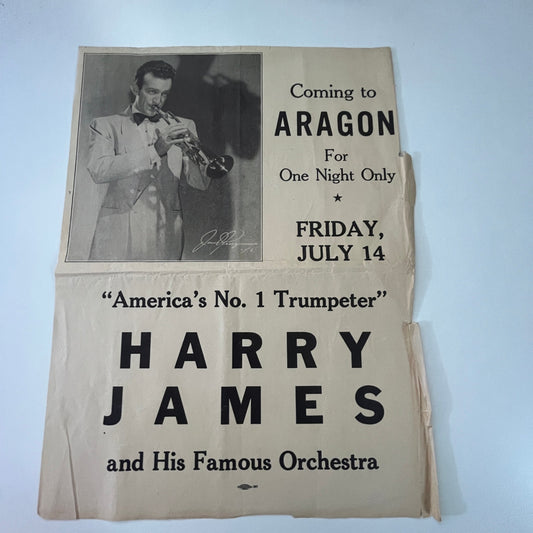 Coming to
ARAGON
For
One Night Only
★
FRIDAY,
JULY 14
"America's No. 1 Trumpeter"
HARRY
JAMES
and His Famous Orchestra